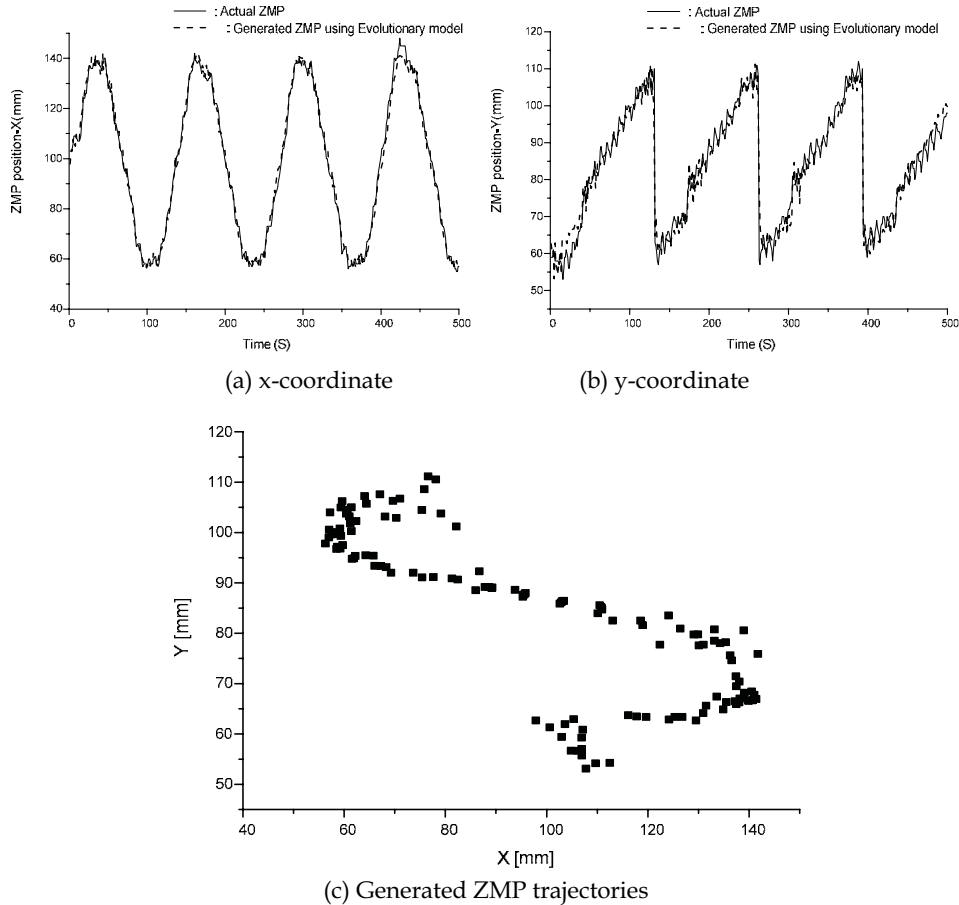 : Actual ZMP
: Generated ZMP using Evolutionary model
140
120
100
80
60
40
ZMP position-X(mm)
0 100 200 300 400 500
Time (S)
(a) x-coordinate
: Actual ZMP
: Generated ZMP using Evolutionary model
120
110
100
90
80
70
60
50
ZMP position-Y(mm)
0 100 200 300 400 500
Time (S)
(b) y-coordinate
120
110
100
90
80
70
60
50
Y [mm]
40 60 80 100 120 140
X [mm]
(c) Generated ZMP trajectories